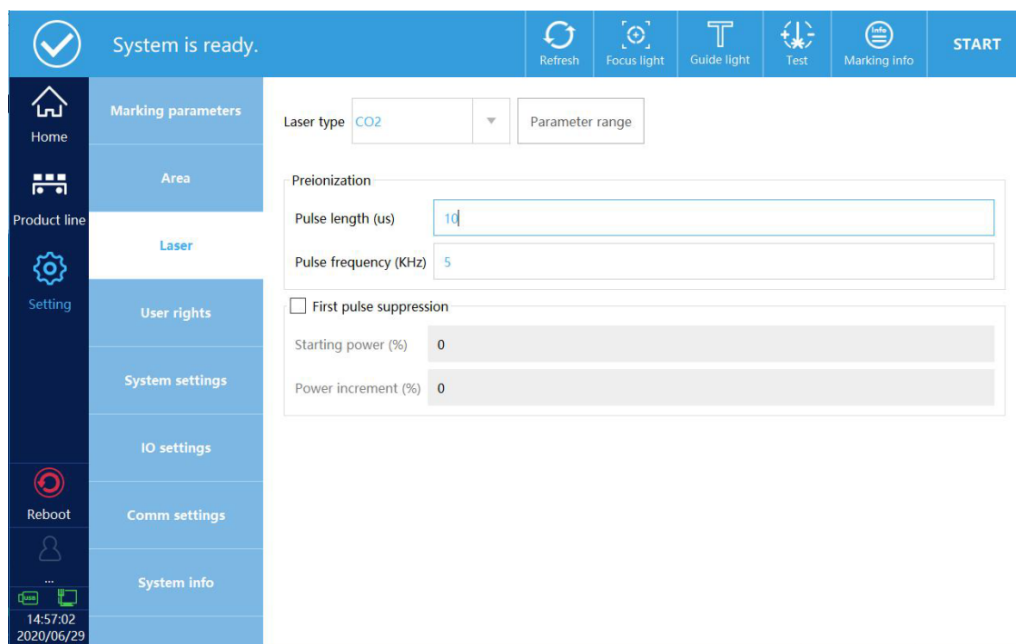 System is ready.
Refresh
Focus light
Guide light
Test
Info
Marking info
START
Home
Product line
Setting
Reboot
...
USB
14:57:02
2020/06/29
Marking parameters
Area
Laser
User rights
System settings
IO settings
Comm settings
System info
Laser type CO2 Parameter range
Preionization
Pulse length (us) 10
Pulse frequency (KHz) 5
First pulse suppression
Starting power (%) 0
Power increment (%) 0